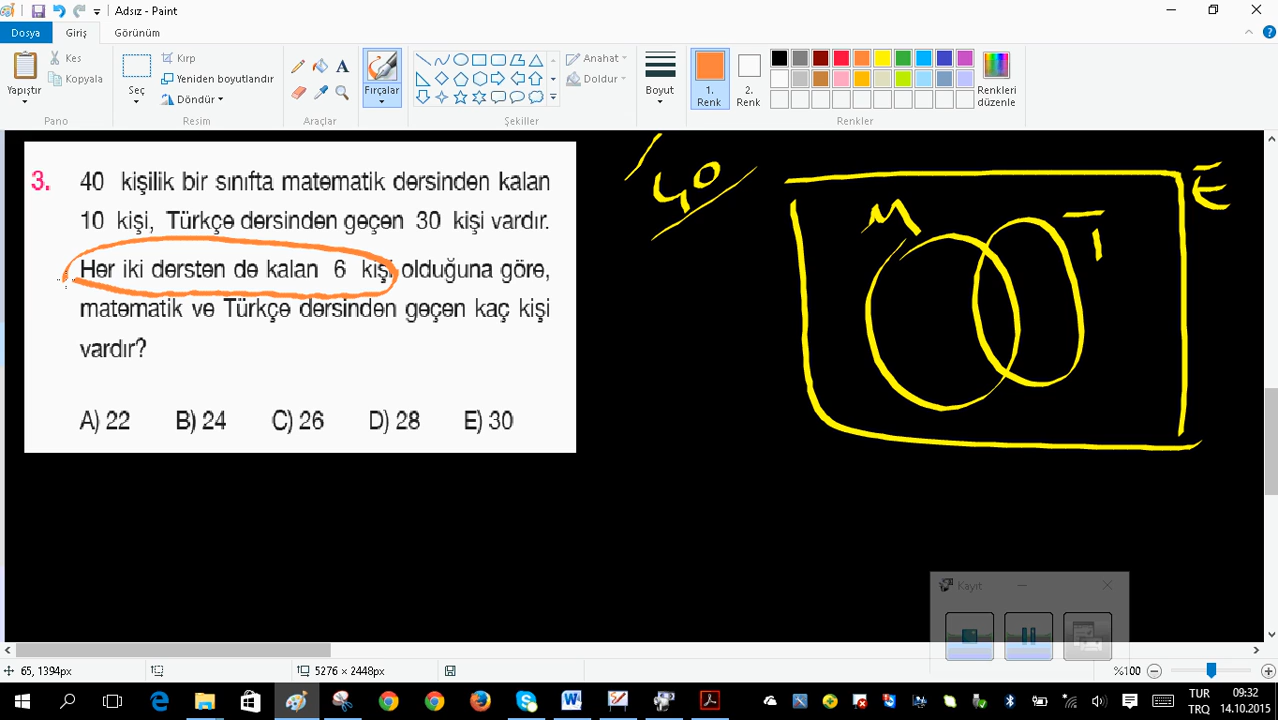 Adsız - Paint
Dosya Giriş Görünüm
Yapıştır
Kes
Kopyala
Pano
Seç
Kırp
Yeniden boyutlandır
Döndür
Resim
Araçlar
Fırçalar
Anahat
Doldur
Şekiller
Boyut
1.
Renk
2.
Renk
Renkleri
düzenle
Renkler
3. 40 kişilik bir sınıfta matematik dersinden kalan
10 kişi, Türkçe dersinden geçen 30 kişi vardır.
Her iki dersten de kalan 6 kişi olduğuna göre,
matematik ve Türkçe dersinden geçen kaç kişi
vardır?
A) 22 B) 24 C) 26 D) 28 E) 30
40
M
T
E
Kayıt
65, 1394px
5276 × 2448px
%100
TUR
TRQ
09:32
14.10.2015